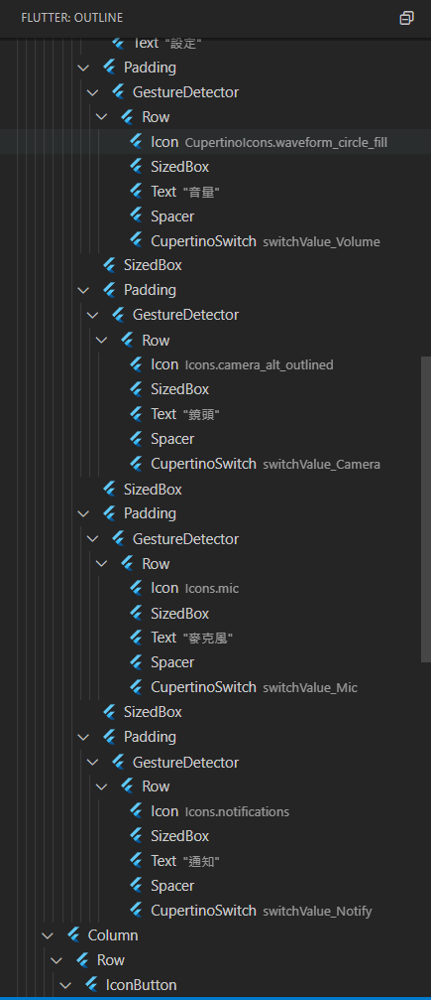 FLUTTER: OUTLINE
Text "設定"
Padding
GestureDetector
Row
Icon CupertinoIcons.waveform_circle_fill
SizedBox
Text "音量"
Spacer
CupertinoSwitch switchValue_Volume
SizedBox
Padding
GestureDetector
Row
Icon Icons.camera_alt_outlined
SizedBox
Text "鏡頭"
Spacer
CupertinoSwitch switchValue_Camera
SizedBox
Padding
GestureDetector
Row
Icon Icons.mic
SizedBox
Text "麥克風"
Spacer
CupertinoSwitch switchValue_Mic
SizedBox
Padding
GestureDetector
Row
Icon Icons.notifications
SizedBox
Text "通知"
Spacer
CupertinoSwitch switchValue_Notify
Column
Row
IconButton